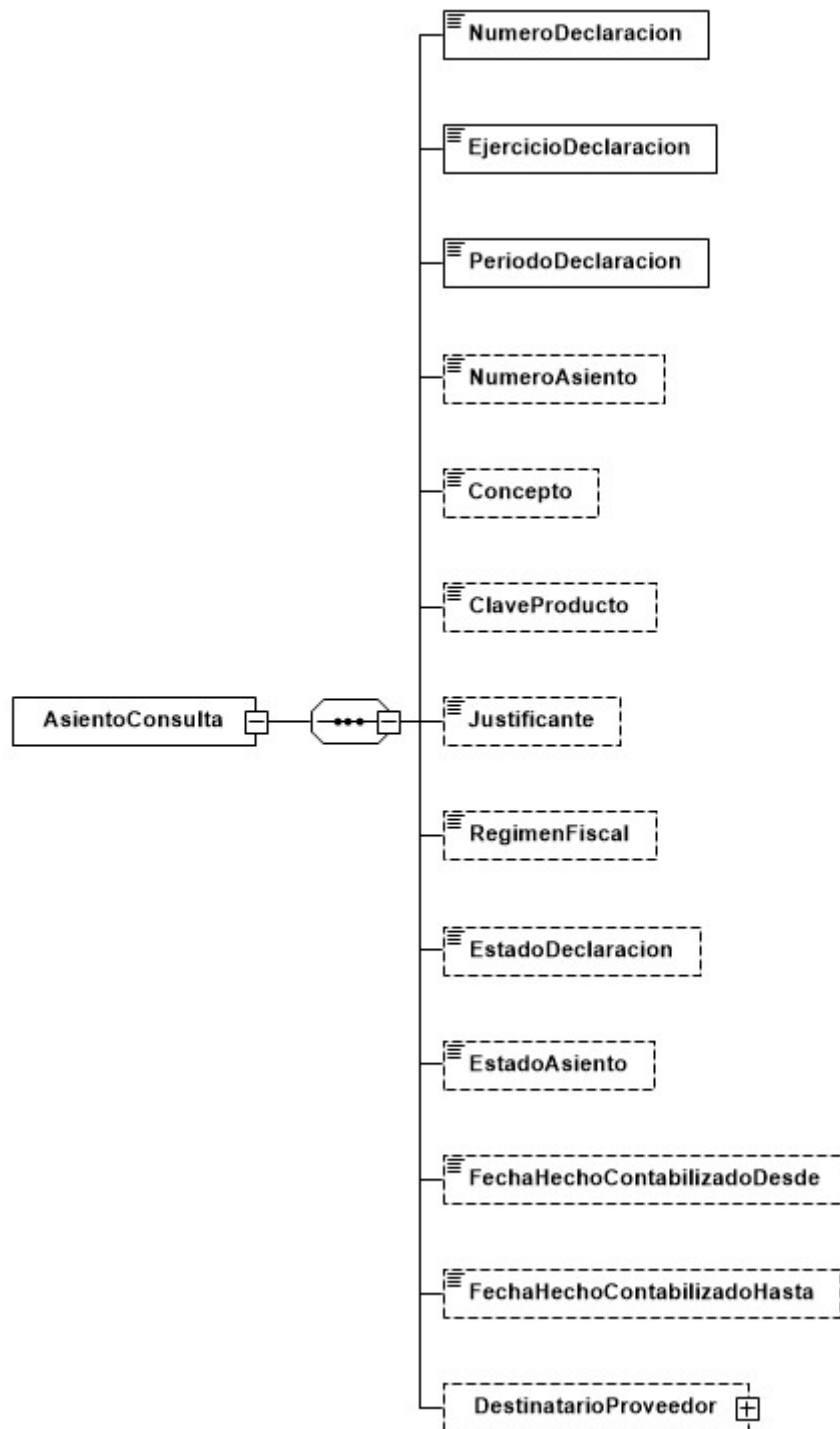 NumeroDeclaracion
EjercicioDeclaracion
PeriodoDeclaracion
NumeroAsiento
Concepto
ClaveProducto
AsientoConsulta
Justificante
RegimenFiscal
EstadoDeclaracion
EstadoAsiento
FechaHechoContabilizadoDesde
FechaHechoContabilizadoHasta
DestinatarioProveedor